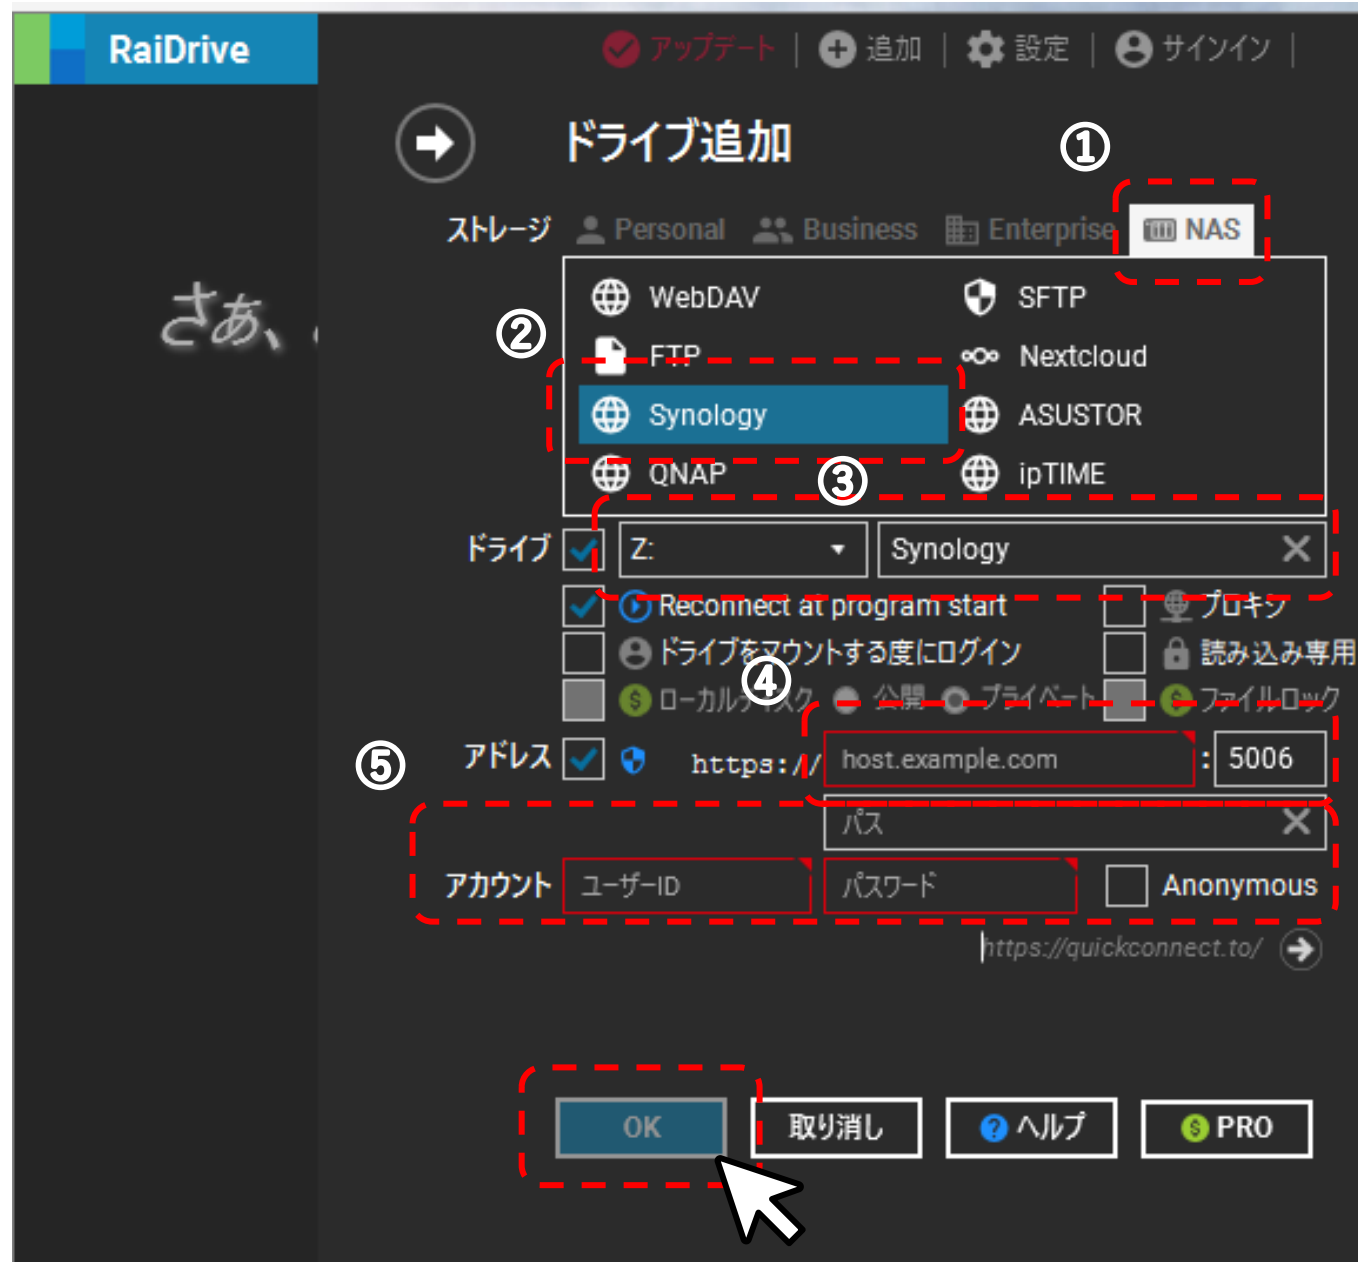 RaiDrive
アップデート | 追加 | 設定 | サインイン |
ドライブ追加
①
ストレージ Personal Business Enterprise NAS
さぁ、
②
WebDAV SFTP
FTP Nextcloud
Synology ASUSTOR
QNAP ipTIME
③
ドライブ Z: Synology
Reconnect at program start プロキシ
ドライブをマウントする度にログイン 読み込み専用
④
ローカルディスク 公開 プライベート ファイルロック
⑤
アドレス https:// host.example.com : 5006
パス
アカウント ユーザーID パスワード Anonymous
https://quickconnect.to/
OK 取り消し ヘルプ PRO